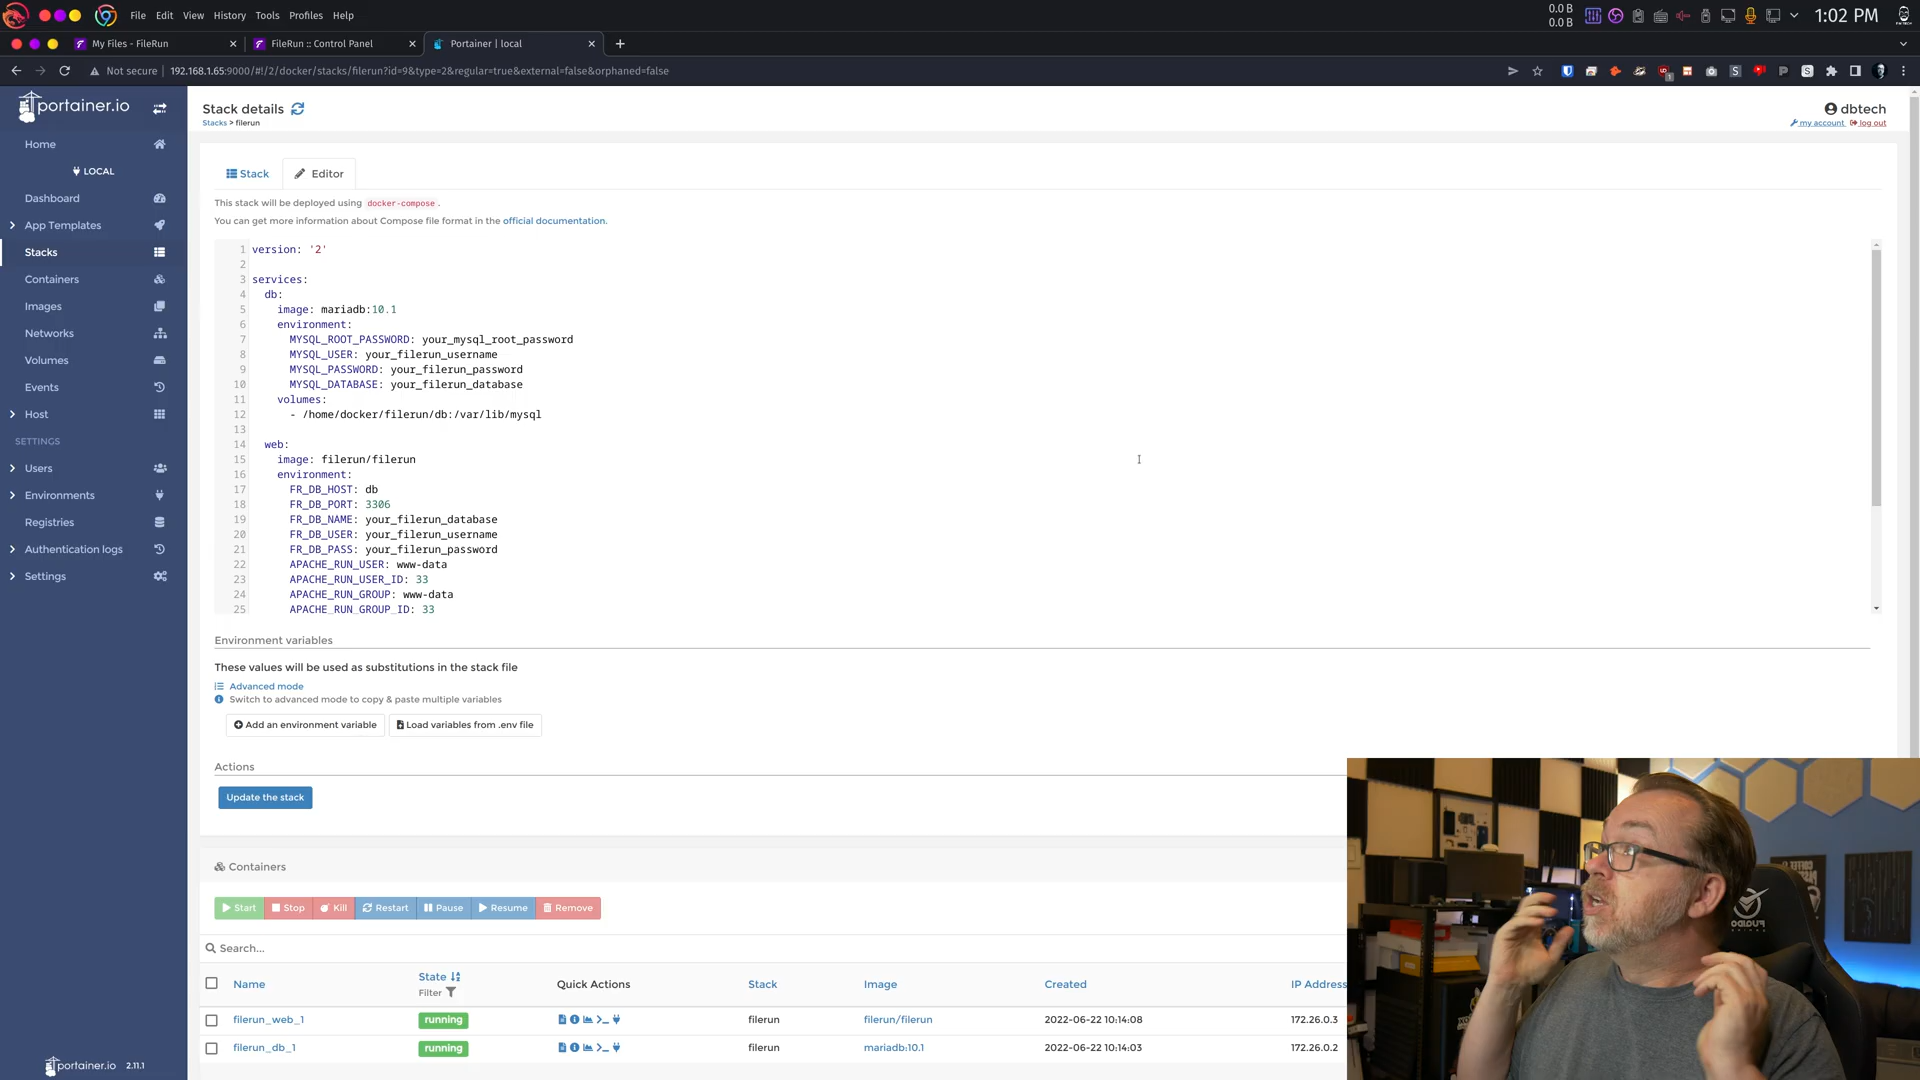 File Edit View History Tools Profiles Help
0.0 B
0.0 B
1:02 PM
My Files - FileRun
FileRun :: Control Panel
Portainer | local
Not secure
192.168.1.65:9000/#!/2/docker/stacks/filerun?id=9&type=2&regular=true&external=false&orphaned=false
portainer.io
Home
LOCAL
Dashboard
App Templates
Stacks
Containers
Images
Networks
Volumes
Events
Host
SETTINGS
Users
Environments
Registries
Authentication logs
Settings
portainer.io 2.11.1
Stack details
Stacks > filerun
dbtech
my account log out
Stack
Editor
This stack will be deployed using docker-compose.
You can get more information about Compose file format in the official documentation.
1 version: '2'
2
3 services:
4 db:
5 image: mariadb:10.1
6 environment:
7 MYSQL_ROOT_PASSWORD: your_mysql_root_password
8 MYSQL_USER: your_filerun_username
9 MYSQL_PASSWORD: your_filerun_password
10 MYSQL_DATABASE: your_filerun_database
11 volumes:
12 - /home/docker/filerun/db:/var/lib/mysql
13
14 web:
15 image: filerun/filerun
16 environment:
17 FR_DB_HOST: db
18 FR_DB_PORT: 3306
19 FR_DB_NAME: your_filerun_database
20 FR_DB_USER: your_filerun_username
21 FR_DB_PASS: your_filerun_password
22 APACHE_RUN_USER: www-data
23 APACHE_RUN_USER_ID: 33
24 APACHE_RUN_GROUP: www-data
25 APACHE_RUN_GROUP_ID: 33
Environment variables
These values will be used as substitutions in the stack file
Advanced mode
Switch to advanced mode to copy & paste multiple variables
Add an environment variable
Load variables from .env file
Actions
Update the stack
Containers
Start Stop Kill Restart Pause Resume Remove
Search...
Name State Filter Quick Actions Stack Image Created IP Address
filerun_web_1 running filerun filerun/filerun 2022-06-22 10:14:08 172.26.0.3
filerun_db_1 running filerun mariadb:10.1 2022-06-22 10:14:03 172.26.0.2